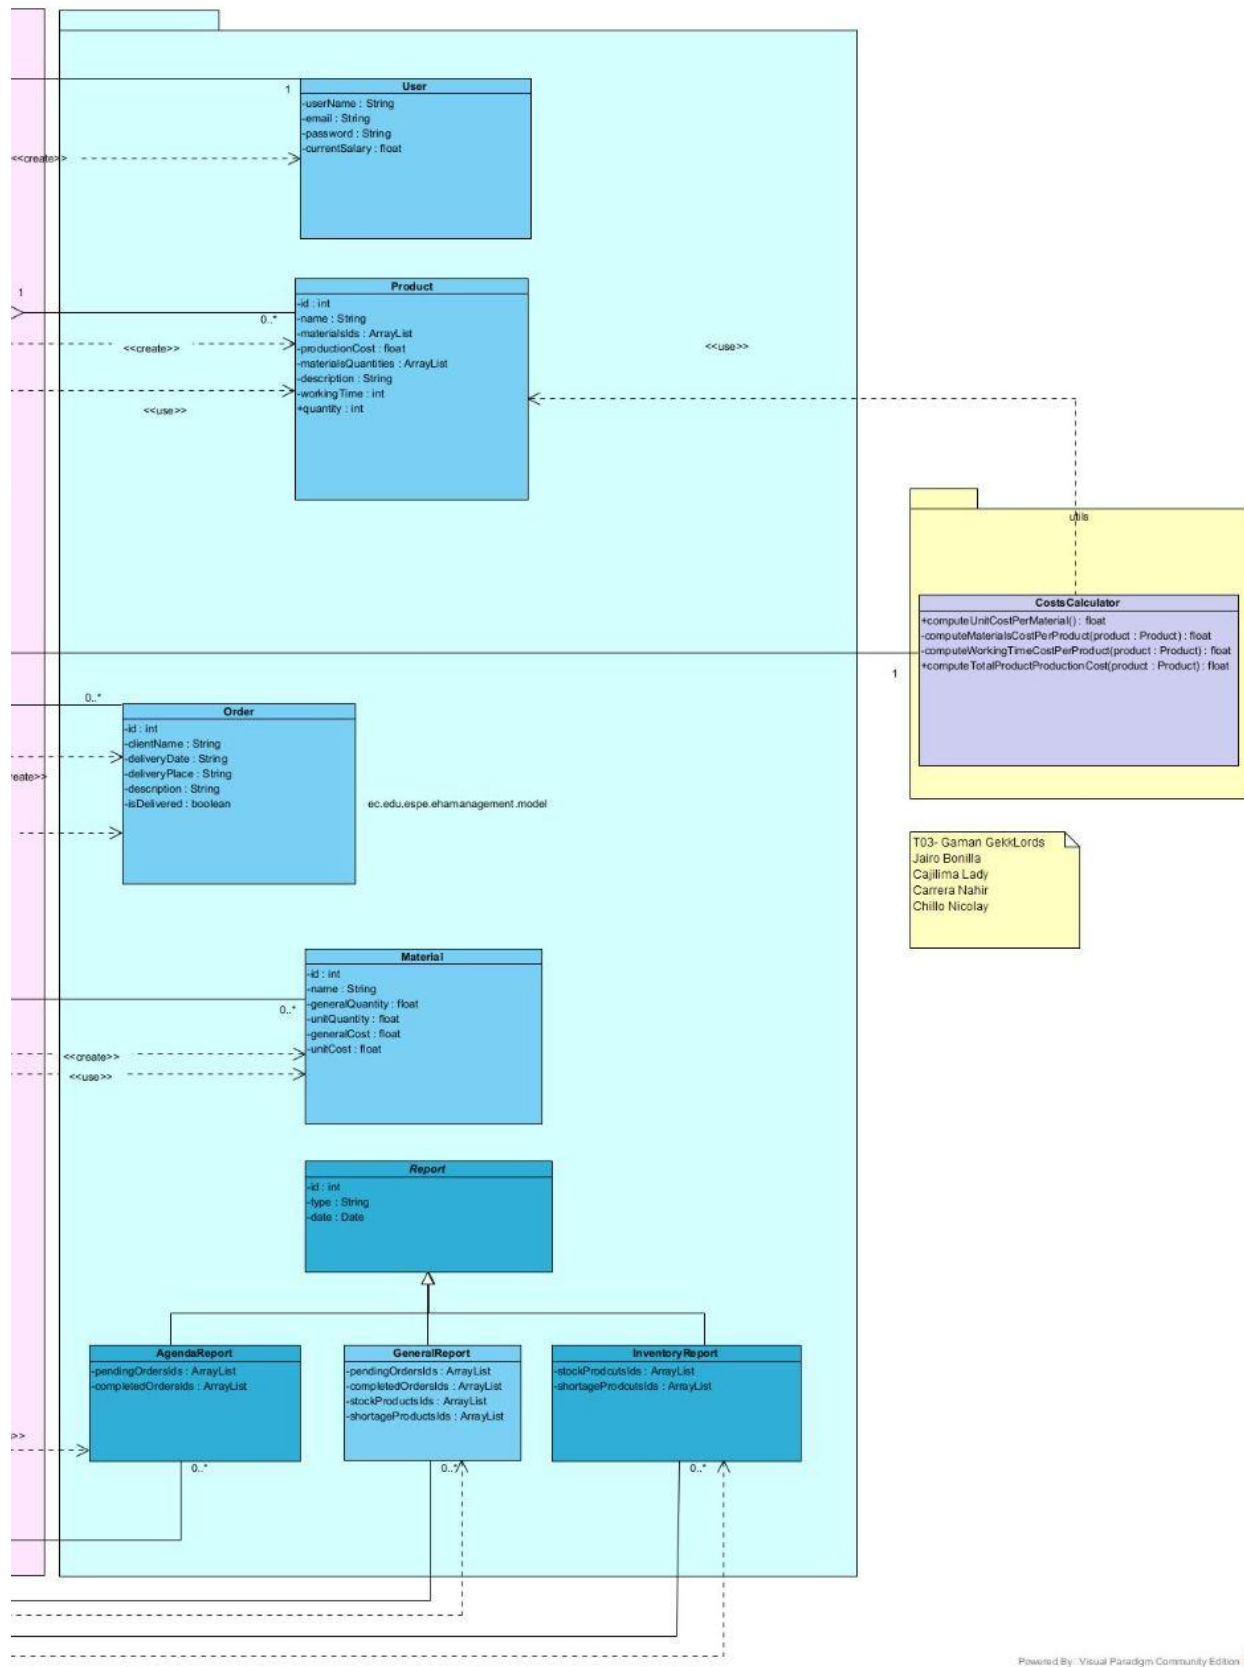 1
User
-userName : String
-email : String
-password : String
-currentSalary : float
<<create>>
Product
-id : int
-name : String
-materialsIds : ArrayList
-productionCost : float
-materialsQuantities : ArrayList
-description : String
-workingTime : int
+quantity : int
1
0..*
<<create>>
<<use>>
<<use>>
utils
CostsCalculator
+computeUnitCostPerMaterial() : float
-computeMaterialsCostPerProduct(product : Product) : float
-computeWorkingTimeCostPerProduct(product : Product) : float
+computeTotalProductProductionCost(product : Product) : float
1
0..*
Order
-id : int
-clientName : String
-deliveryDate : String
-deliveryPlace : String
-description : String
-isDelivered : boolean
reate>>
ec.edu.espe.ehamanagement.model
T03- Gaman GekkLords
Jairo Bonilla
Cajilima Lady
Carrera Nahir
Chillo Nicolay
Material
-id : int
-name : String
-generalQuantity : float
-unitQuantity : float
-generalCost : float
-unitCost : float
0..*
<<create>>
<<use>>
Report
-id : int
-type : String
-date : Date
AgendaReport
-pendingOrdersIds : ArrayList
-completedOrdersIds : ArrayList
GeneralReport
-pendingOrdersIds : ArrayList
-completedOrdersIds : ArrayList
-stockProductsIds : ArrayList
-shortageProductsIds : ArrayList
InventoryReport
-stockProdcutsIds : ArrayList
-shortageProdcutsIds : ArrayList
>>
0..*
0..*
0..*
Powered By Visual Paradigm Community Edition